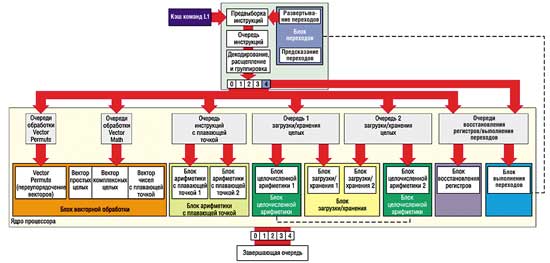 Кэш команд L1
Предвыборка
инструкций
Очередь
инструкций
Декодирование,
расщепление
и группировка
Развертыва-
ние переходов
Блок
переходов
Предсказание
переходов
0 1 2 3 4
Очереди
обработки
Vector
Permute
Очереди
обработки
Vector
Math
Очередь
инструкций
с плавающей
точкой
Очередь 1
загрузки/хранения
целых
Очередь 2
загрузки/хранения
целых
Очереди
восстановления
регистров/выполнения
переходов
Vector
Permute
(переупорядочение
векторов)
Вектор
простых
целых
Вектор
комплексных
целых
Вектор
чисел
с плавающей
точкой
Блок векторной обработки
Блок
арифметики
с плавающей
точкой 1
Блок
арифметики
с плавающей
точкой 2
Блок арифметики
с плавающей точкой
Блок
целочисленной
арифметики 1
Блок
целочисленной
арифметики
Блок
загрузки/
хранения 1
Блок
загрузки/
хранения 2
Блок
загрузки/хранения
Блок
целочисленной
арифметики 2
Блок
целочисленной
арифметики
Блок
восстановления
регистров
Блок
выполнения
переходов
Ядро процессора
0 1 2 3 4
Завершающая очередь